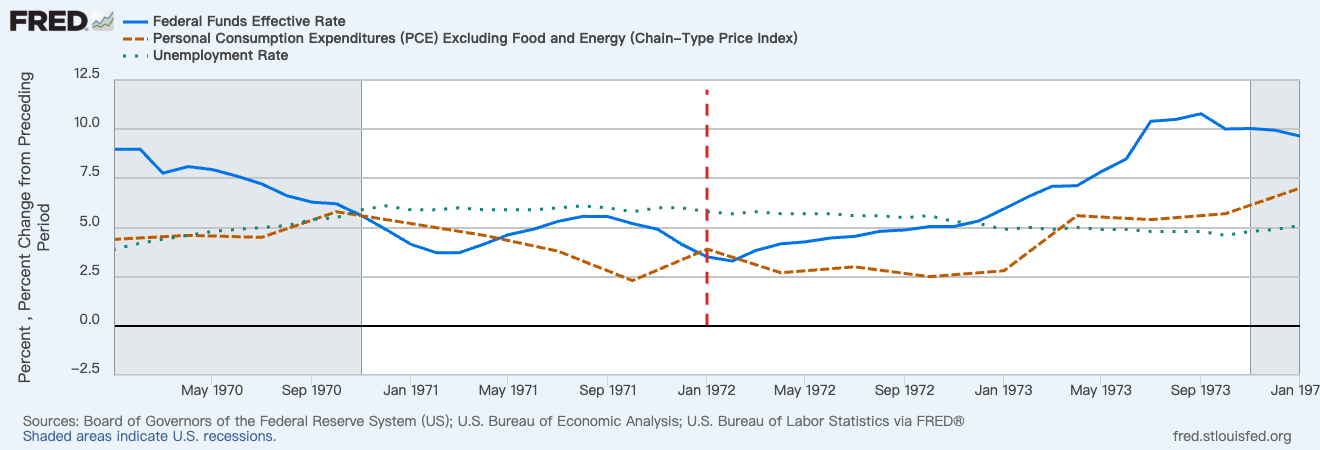 FRED
Federal Funds Effective Rate
Personal Consumption Expenditures (PCE) Excluding Food and Energy (Chain-Type Price Index)
Unemployment Rate
Percent , Percent Change from Preceding
Period
12.5
10.0
7.5
5.0
2.5
0.0
-2.5
May 1970
Sep 1970
Jan 1971
May 1971
Sep 1971
Jan 1972
May 1972
Sep 1972
Jan 1973
May 1973
Sep 1973
Jan 197
Sources: Board of Governors of the Federal Reserve System (US); U.S. Bureau of Economic Analysis; U.S. Bureau of Labor Statistics via FRED®
Shaded areas indicate U.S. recessions.
fred.stlouisfed.org